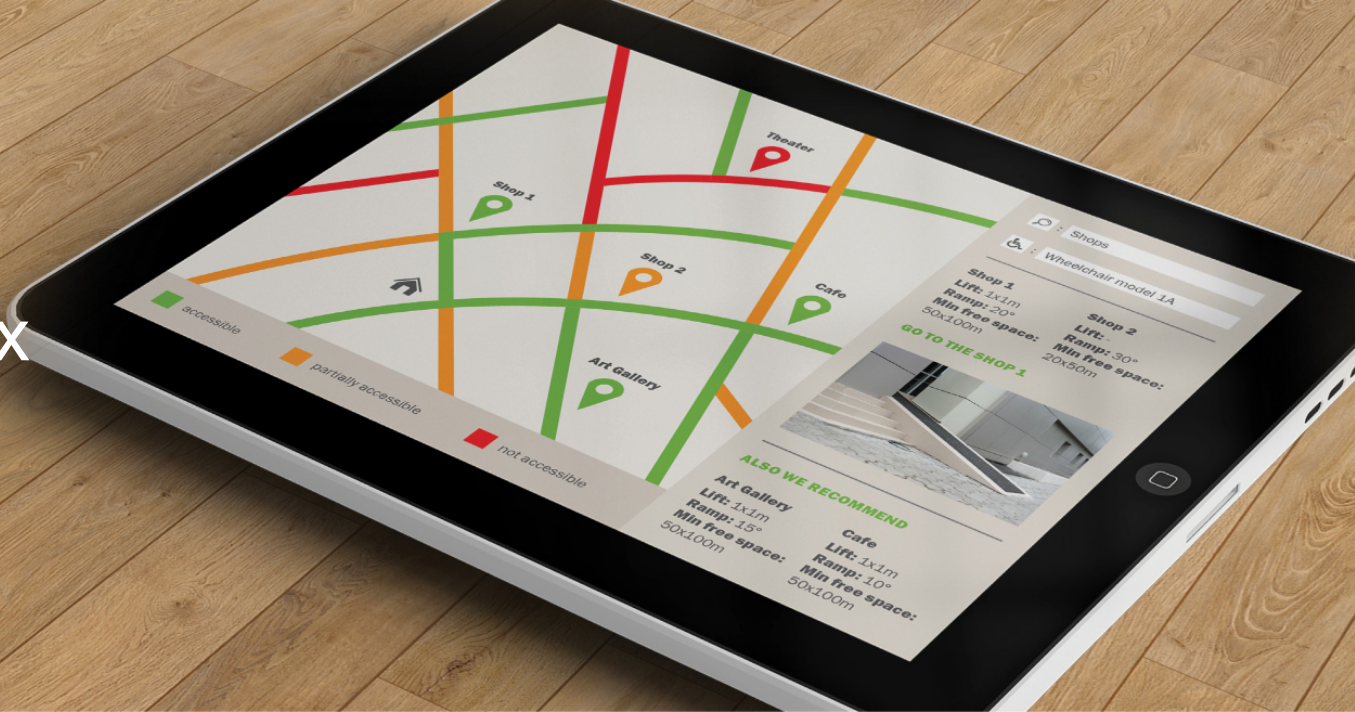 Theater
Shop 1
Shop 2
Cafe
Art Gallery
accessible
partially accessible
not accessible
: Shops
: Wheelchair model 1A
Shop 1
Lift: 1x1m
Ramp: 20°
Min free space:
50x100m
Shop 2
Lift: -
Ramp: 30°
Min free space:
20x50m
GO TO THE SHOP 1
ALSO WE RECOMMEND
Art Gallery
Lift: 1x1m
Ramp: 15°
Min free space:
50x100m
Cafe
Lift: 1x1m
Ramp: 10°
Min free space:
50x100m
x